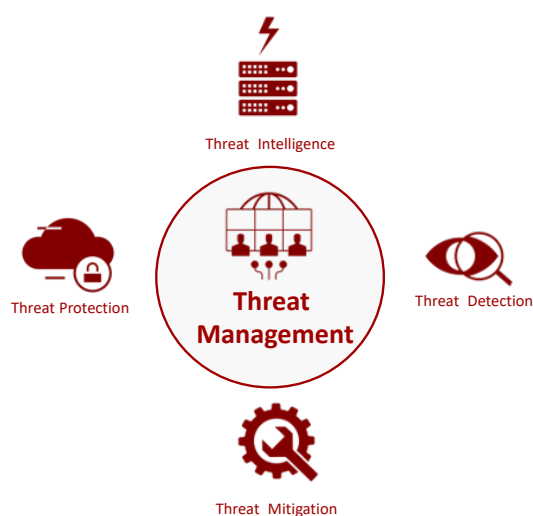 Threat Intelligence
Threat Protection
Threat
Management
Threat Detection
Threat Mitigation